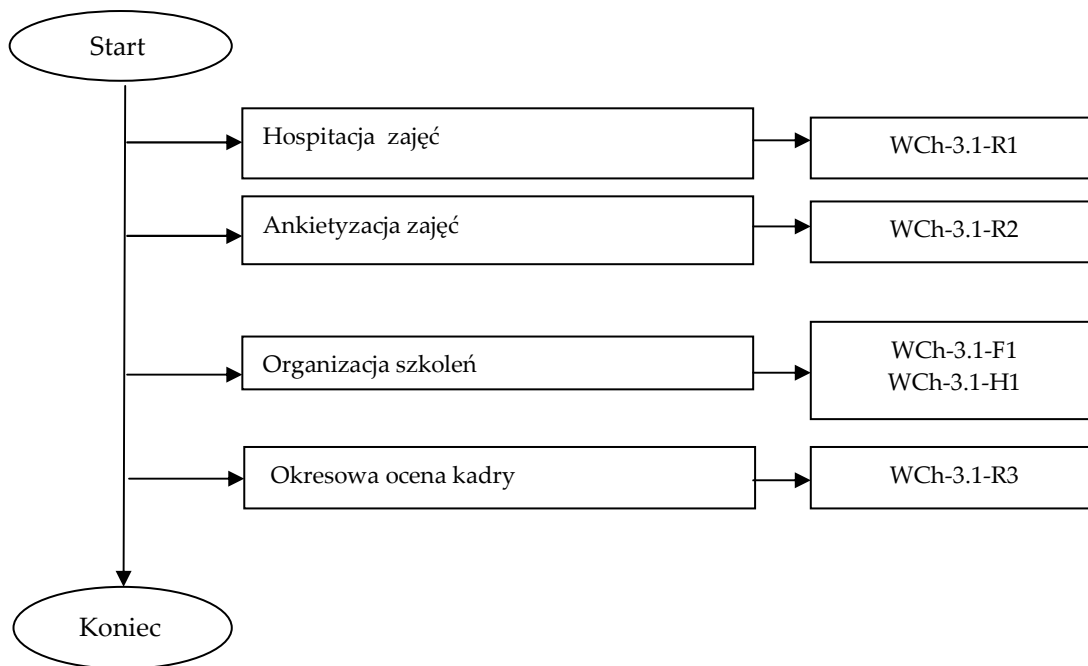 Start
Hospitacja zajęć
WCh-3.1-R1
Ankietyzacja zajęć
WCh-3.1-R2
Organizacja szkoleń
WCh-3.1-F1
WCh-3.1-H1
Okresowa ocena kadry
WCh-3.1-R3
Koniec